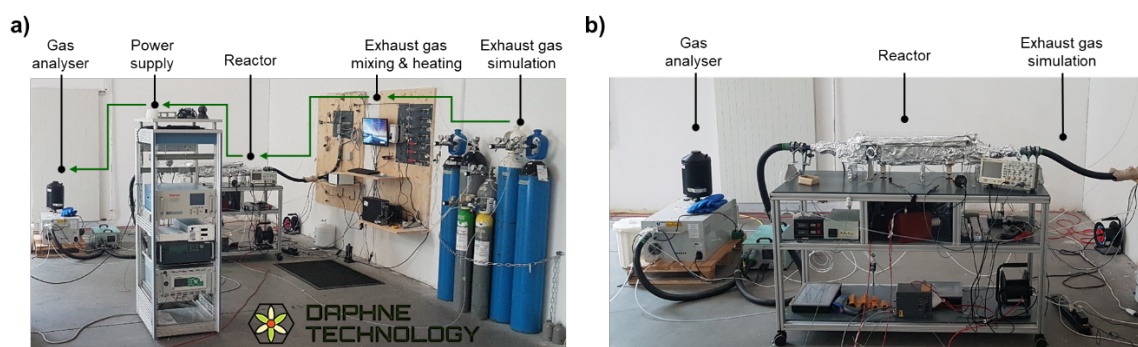 a)
Gas
analyser
Power
supply
Reactor
Exhaust gas
mixing & heating
Exhaust gas
simulation
DAPHNE
TECHNOLOGY
b)
Gas
analyser
Reactor
Exhaust gas
simulation